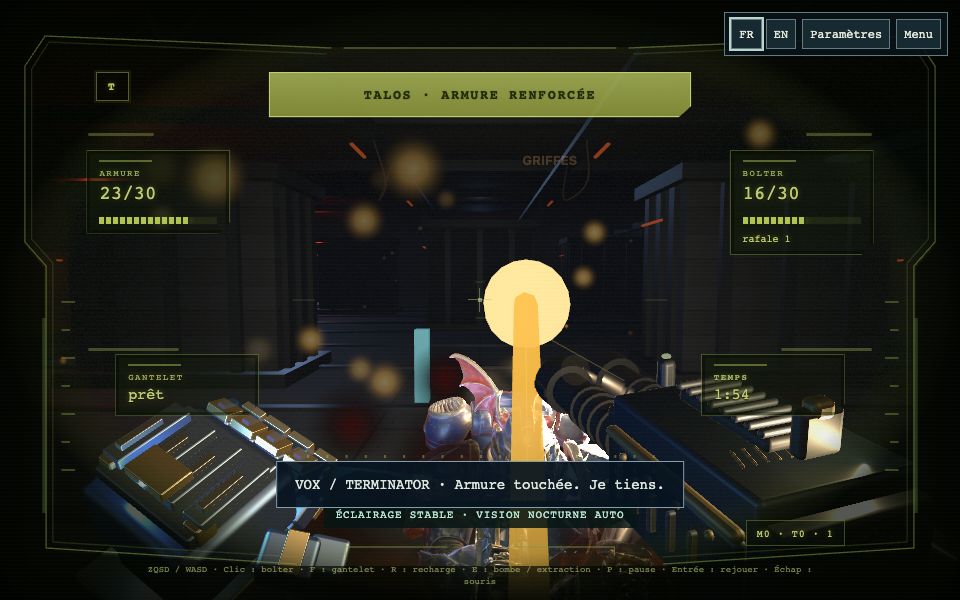 FR EN Paramètres Menu
T
TALOS · ARMURE RENFORCÉE
GRIFFES
ARMURE
23/30
BOLTER
16/30
rafale 1
GANTELET
prêt
TEMPS
1:54
VOX / TERMINATOR · Armure touchée. Je tiens.
ÉCLAIRAGE STABLE · VISION NOCTURNE AUTO
M0 · T0 · 1
ZQSD / WASD · Clic : bolter · F : gantelet · R : recharge · E : bombe / extraction · P : pause · Entrée : rejouer · Échap :
souris